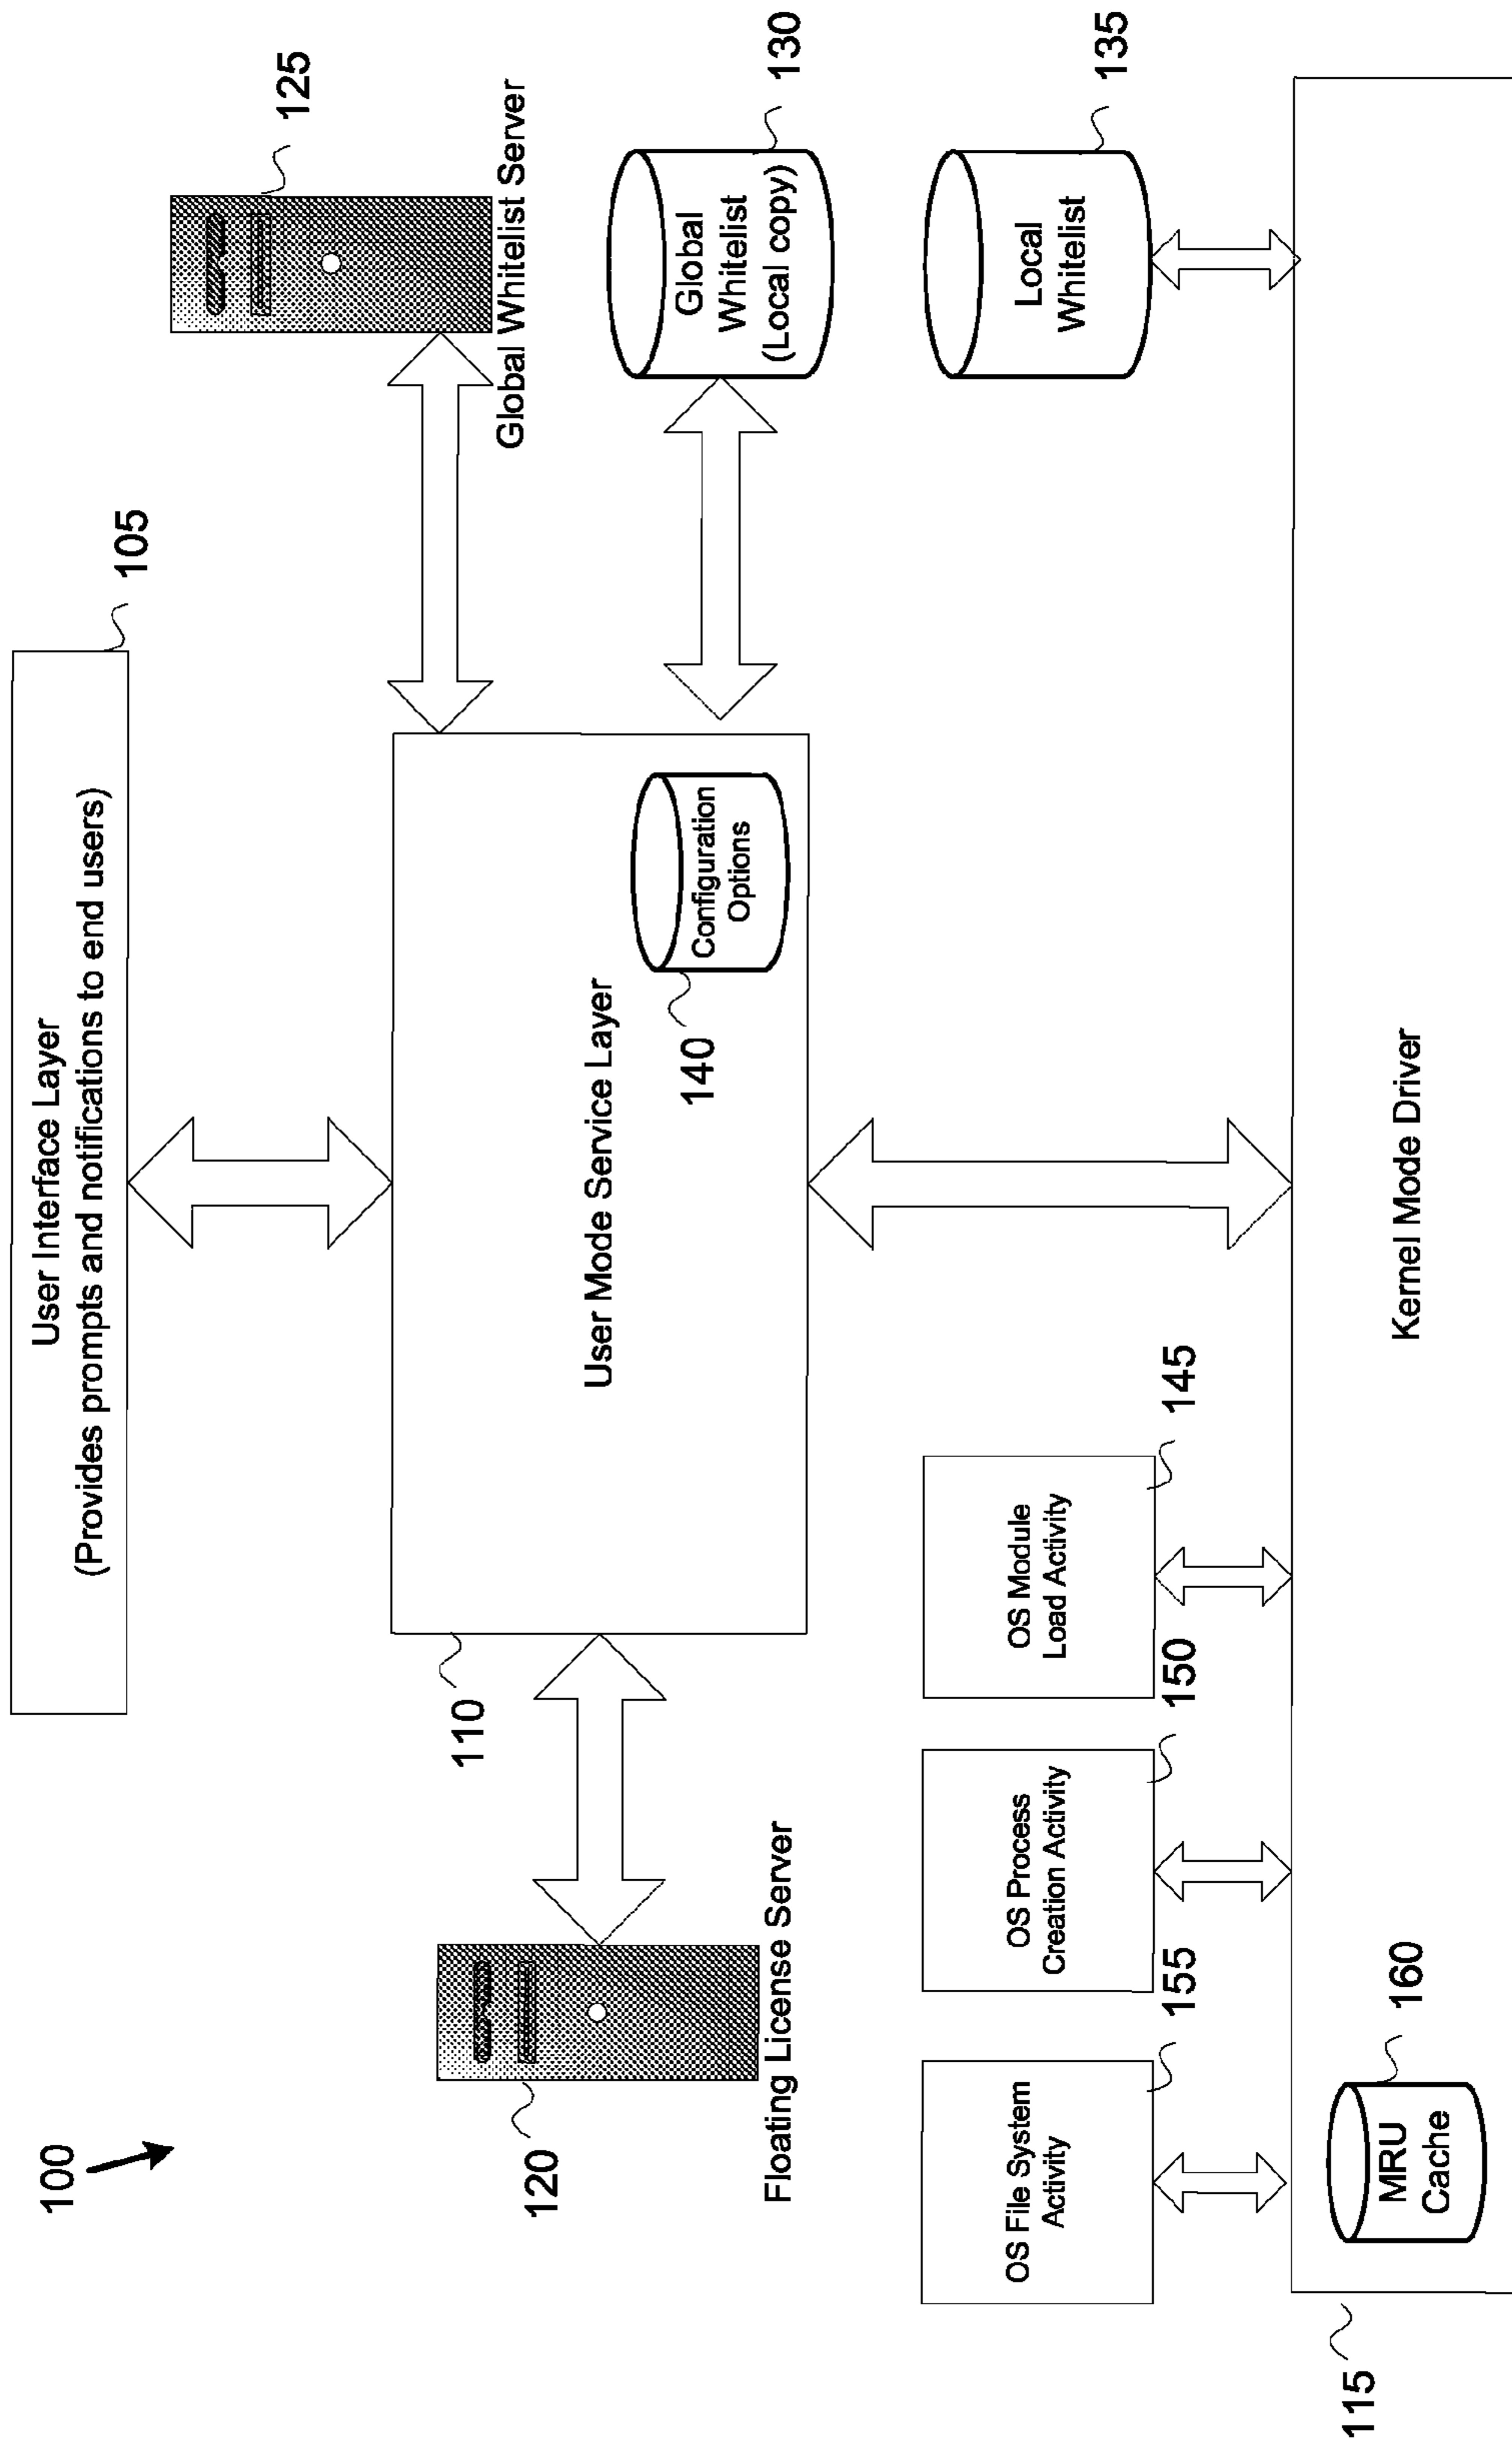 100
User Interface Layer
(Provides prompts and notifications to end users)
105
125
Global Whitelist Server
120
Floating License Server
110
User Mode Service Layer
140
Configuration
Options
Global
Whitelist
(Local copy)
130
OS File System
Activity
155
OS Process
Creation Activity
150
OS Module
Load Activity
145
Local
Whitelist
135
115
MRU
Cache
160
Kernel Mode Driver